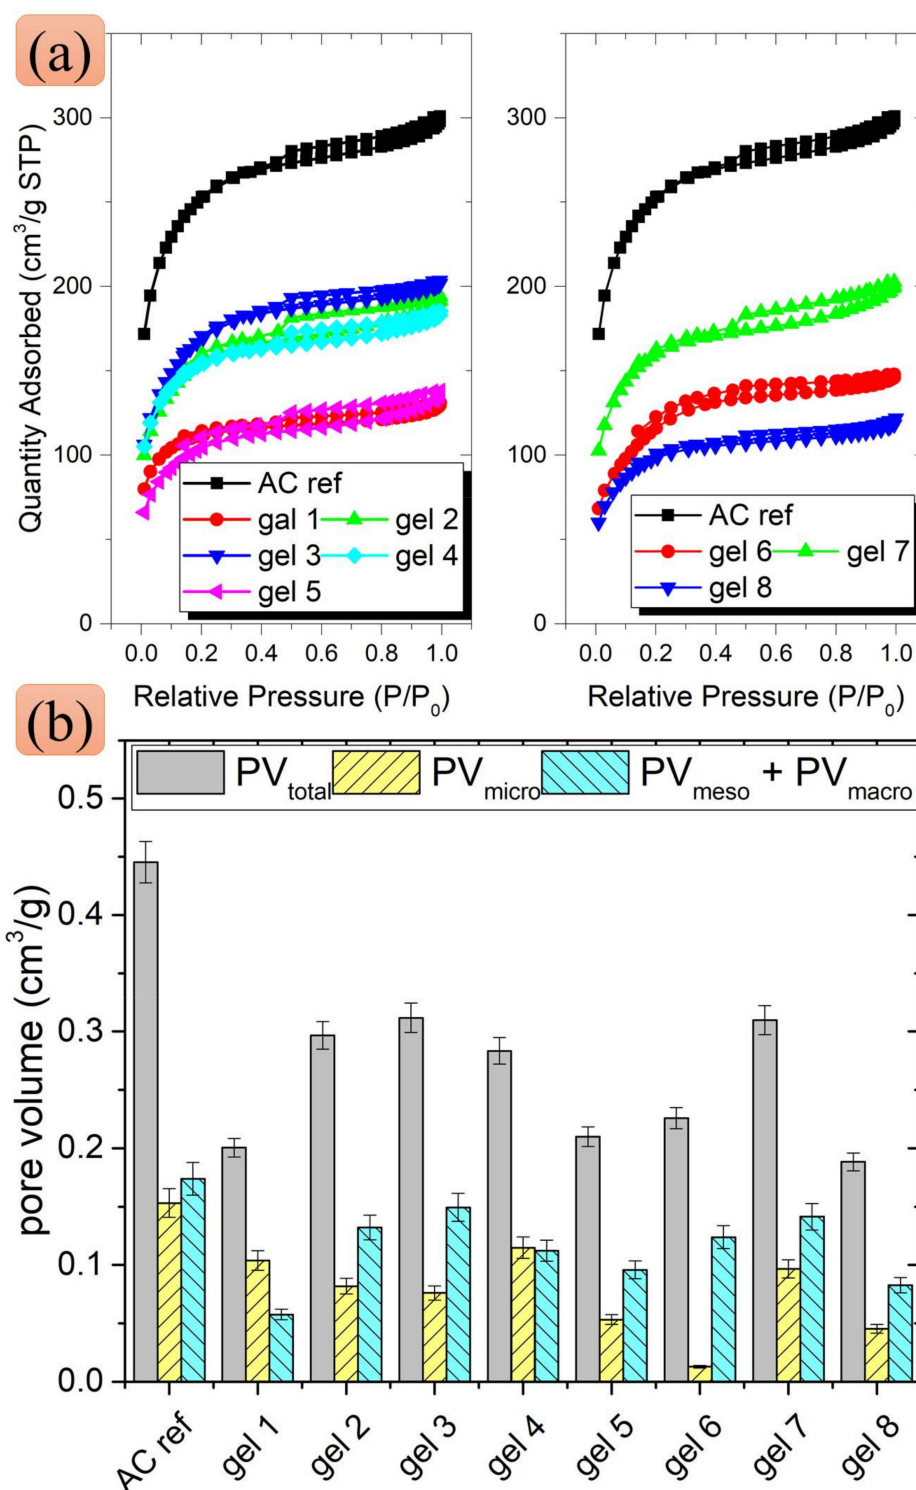 (a)
Quantity Adsorbed (cm³/g STP)
300
200
100
0
AC ref
gal 1 gel 2
gel 3 gel 4
gel 5
0.0 0.2 0.4 0.6 0.8 1.0
Relative Pressure (P/P₀)
300
200
100
0
AC ref
gel 6 gel 7
gel 8
0.0 0.2 0.4 0.6 0.8 1.0
Relative Pressure (P/P₀)
(b)
PVtotal PVmicro PVmeso + PVmacro
pore volume (cm³/g)
0.5
0.4
0.3
0.2
0.1
0.0
AC ref gel 1 gel 2 gel 3 gel 4 gel 5 gel 6 gel 7 gel 8